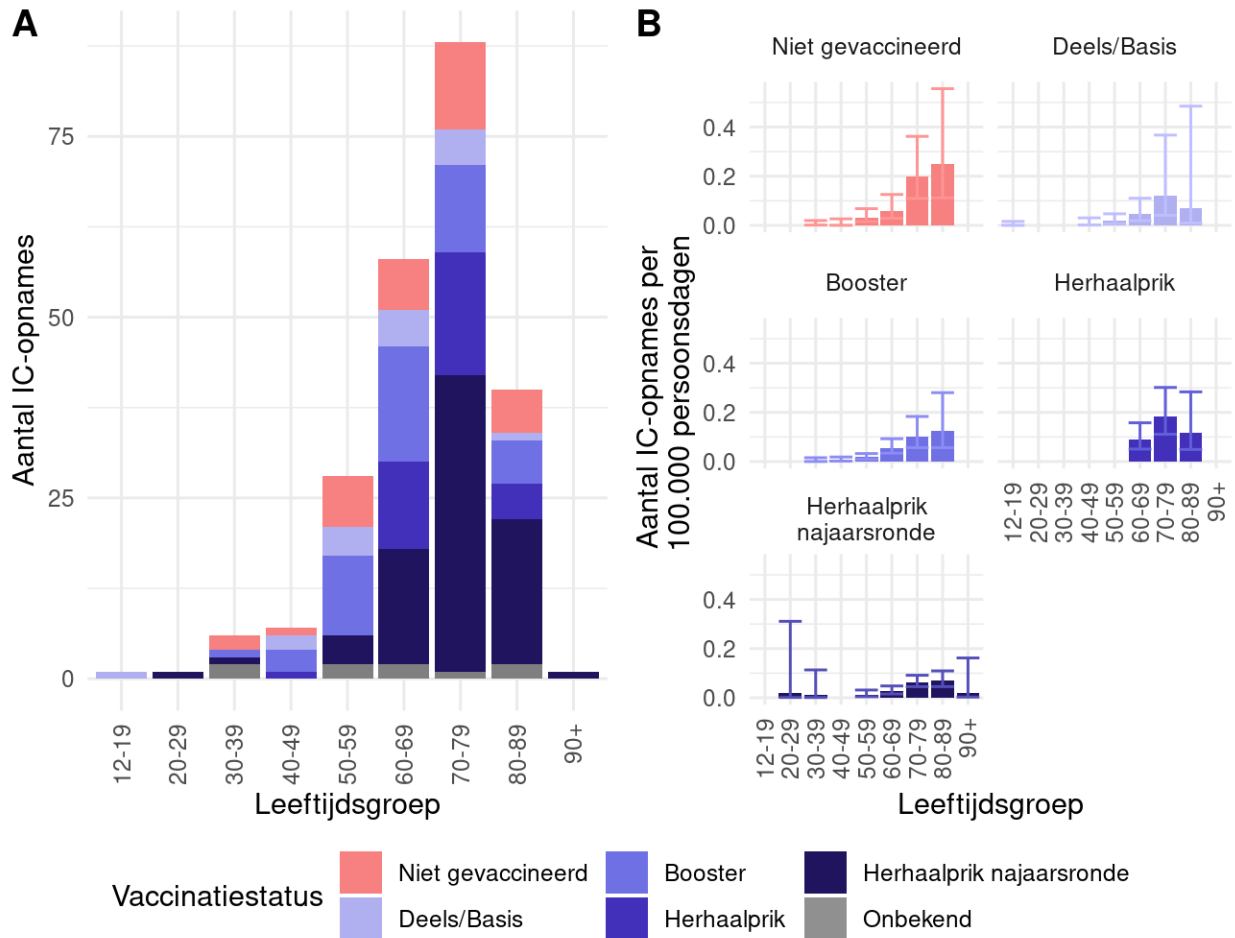 A
Aantal IC-opnames
75
50
25
0
12-19
20-29
30-39
40-49
50-59
60-69
70-79
80-89
90+
Leeftijdsgroep
B
Aantal IC-opnames per
100.000 persoonsdagen
Niet gevaccineerd
Deels/Basis
0.4
0.2
0.0
Booster
Herhaalprik
0.4
0.2
0.0
12-19
20-29
30-39
40-49
50-59
60-69
70-79
80-89
90+
Herhaalprik
najaarsronde
0.4
0.2
0.0
12-19
20-29
30-39
40-49
50-59
60-69
70-79
80-89
90+
Leeftijdsgroep
Vaccinatiestatus
Niet gevaccineerd
Deels/Basis
Booster
Herhaalprik
Herhaalprik najaarsronde
Onbekend